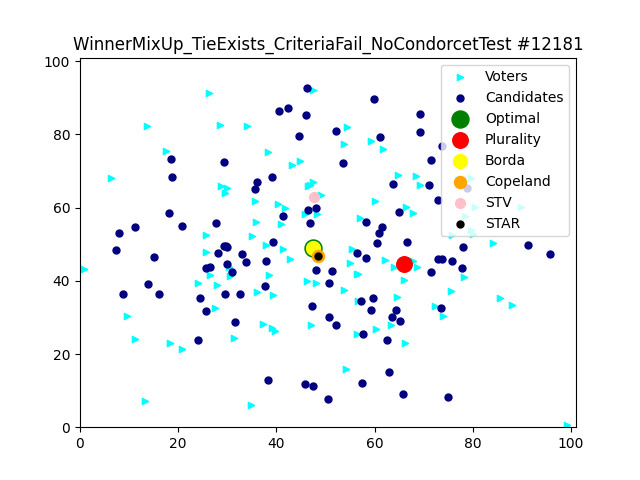 WinnerMixUp_TieExists_CriteriaFail_NoCondorcetTest #12181
100
80
60
40
20
0
0
20
40
60
80
100
Voters
Candidates
Optimal
Plurality
Borda
Copeland
STV
STAR